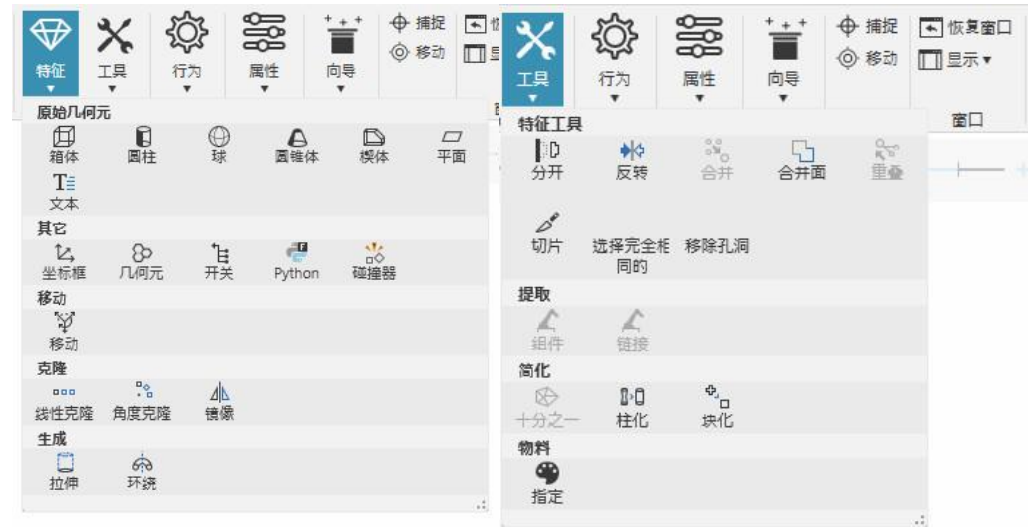 特征 工具 行为 属性 向导 捕捉
移动
原始几何元
箱体 圆柱 球 圆锥体 楔体 平面
文本
其它
坐标框 几何元 开关 Python 碰撞器
移动
移动
克隆
线性克隆 角度克隆 镜像
生成
拉伸 环绕
工具 行为 属性 向导 捕捉 恢复窗口
移动 显示
窗口
特征工具
分开 反转 合并 合并面 重叠
切片 选择完全相同的 移除孔洞
提取
组件 链接
简化
十分之一 柱化 块化
物料
指定